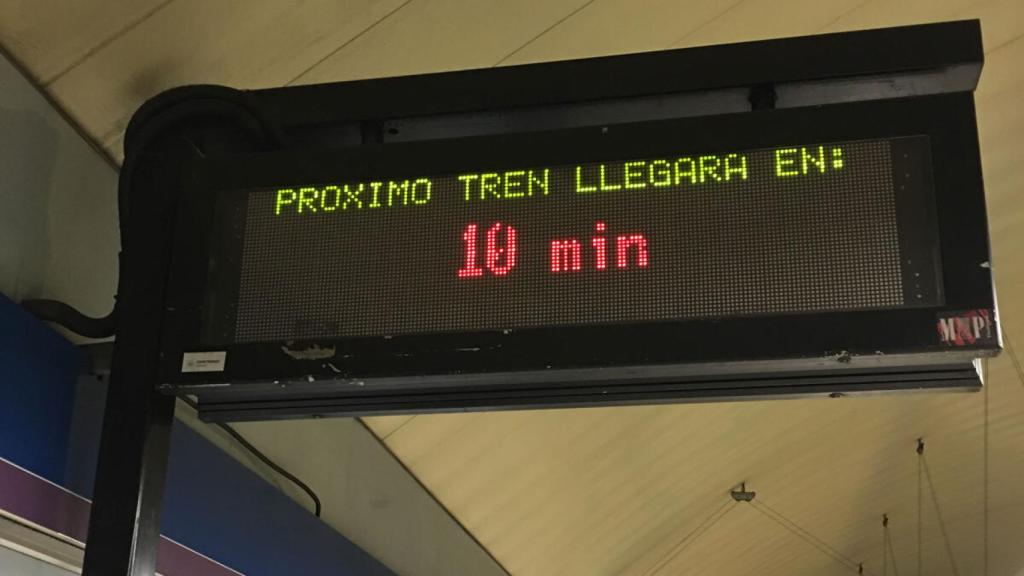 PROXIMO TREN LLEGARA EN:
10 min